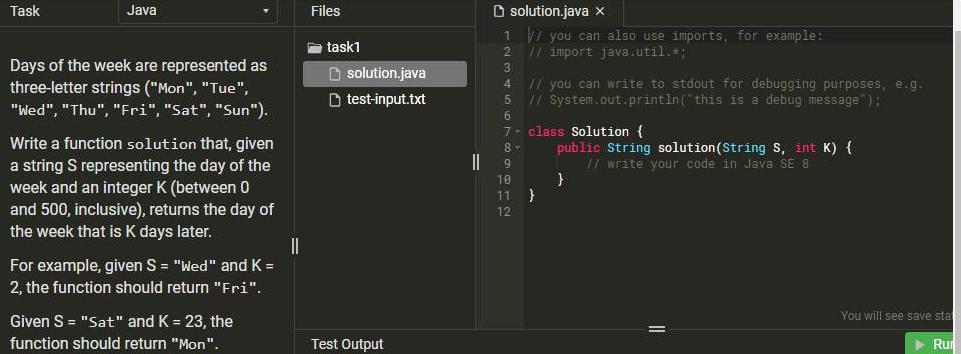 Task
Java
Files
solution.java ×
task1
solution.java
test-input.txt
Days of the week are represented as
three-letter strings ("Mon", "Tue",
"Wed", "Thu", "Fri", "Sat", "Sun").
Write a function solution that, given
a string S representing the day of the
week and an integer K (between 0
and 500, inclusive), returns the day of
the week that is K days later.
For example, given S = "Wed" and K =
2, the function should return "Fri".
Given S = "Sat" and K = 23, the
function should return "Mon".
1 // you can also use imports, for example:
2 // import java.util.*;
3
4 // you can write to stdout for debugging purposes, e.g.
5 // System.out.println("this is a debug message");
6
7 class Solution {
8 public String solution(String S, int K) {
9 // write your code in Java SE 8
10 }
11 }
12
You will see save stat
Test Output
Run